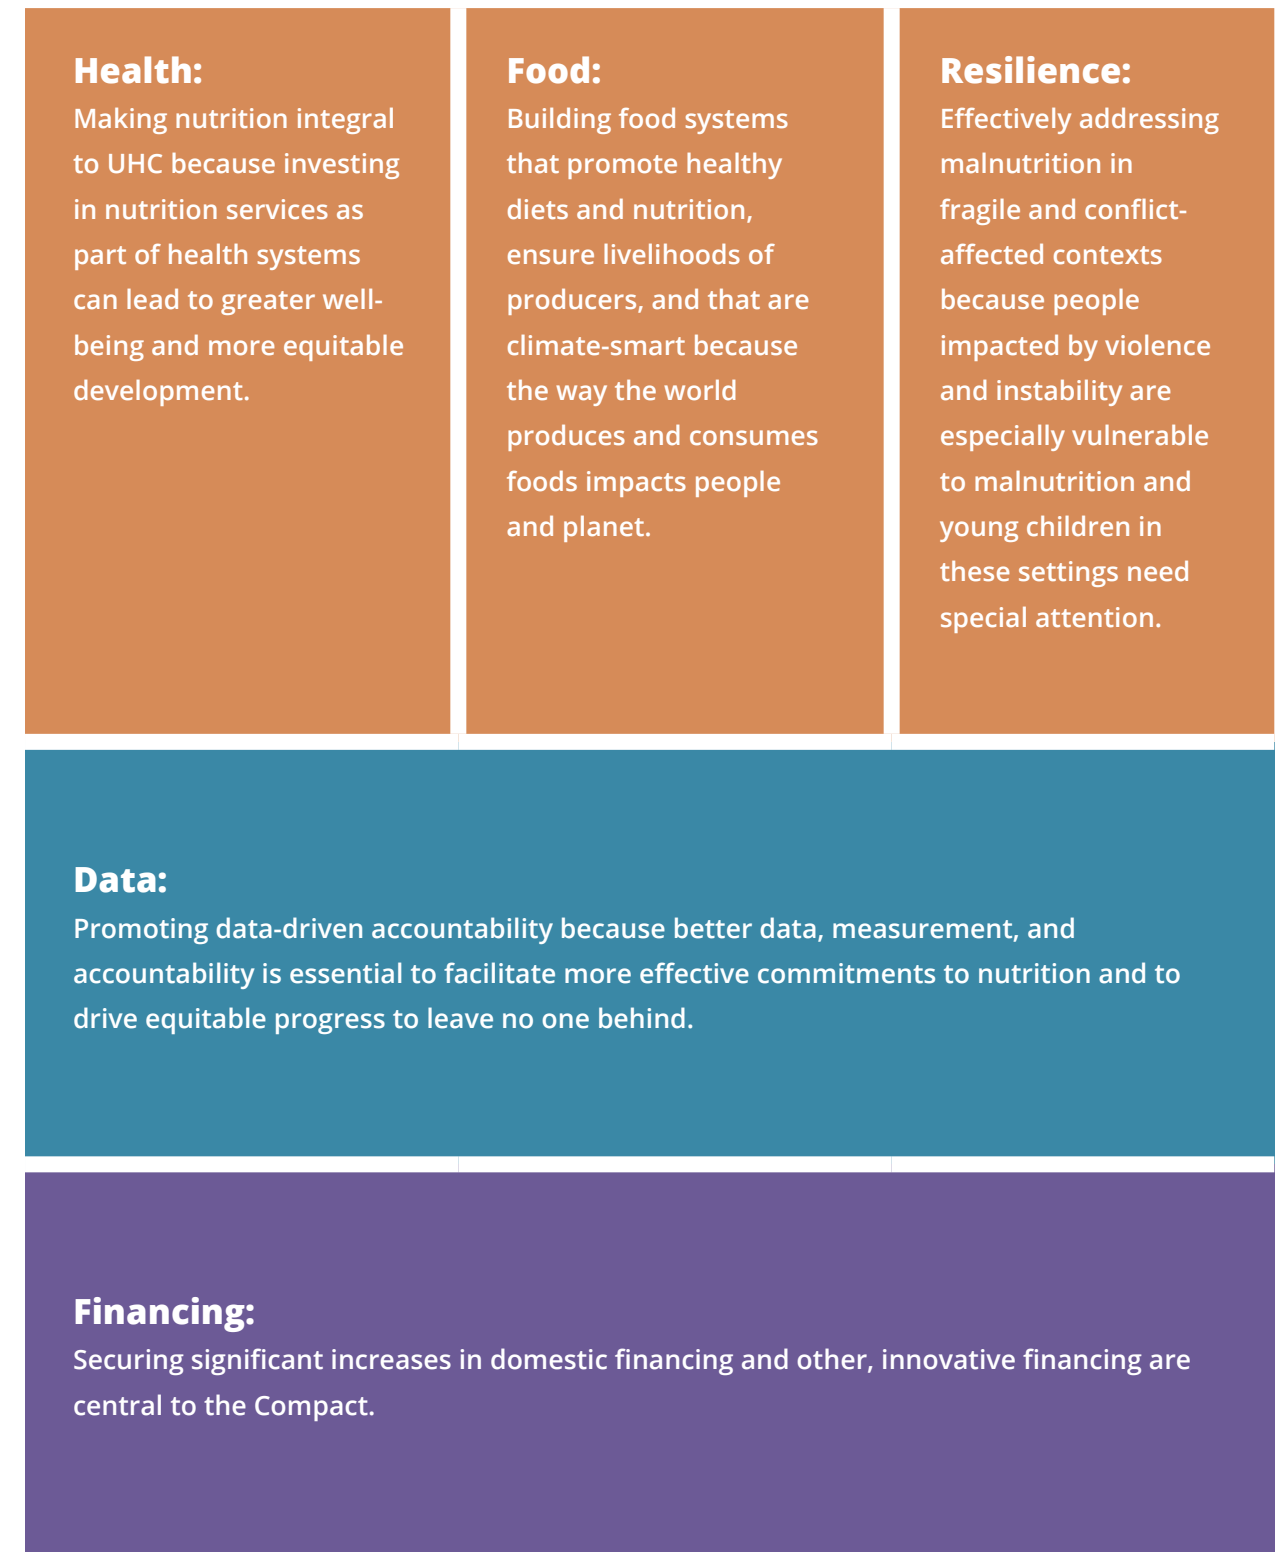 Health:
Making nutrition integral
to UHC because investing
in nutrition services as
part of health systems
can lead to greater well-
being and more equitable
development.
Food:
Building food systems
that promote healthy
diets and nutrition,
ensure livelihoods of
producers, and that are
climate-smart because
the way the world
produces and consumes
foods impacts people
and planet.
Resilience:
Effectively addressing
malnutrition in
fragile and conflict-
affected contexts
because people
impacted by violence
and instability are
especially vulnerable
to malnutrition and
young children in
these settings need
special attention.
Data:
Promoting data-driven accountability because better data, measurement, and
accountability is essential to facilitate more effective commitments to nutrition and to
drive equitable progress to leave no one behind.
Financing:
Securing significant increases in domestic financing and other, innovative financing are
central to the Compact.